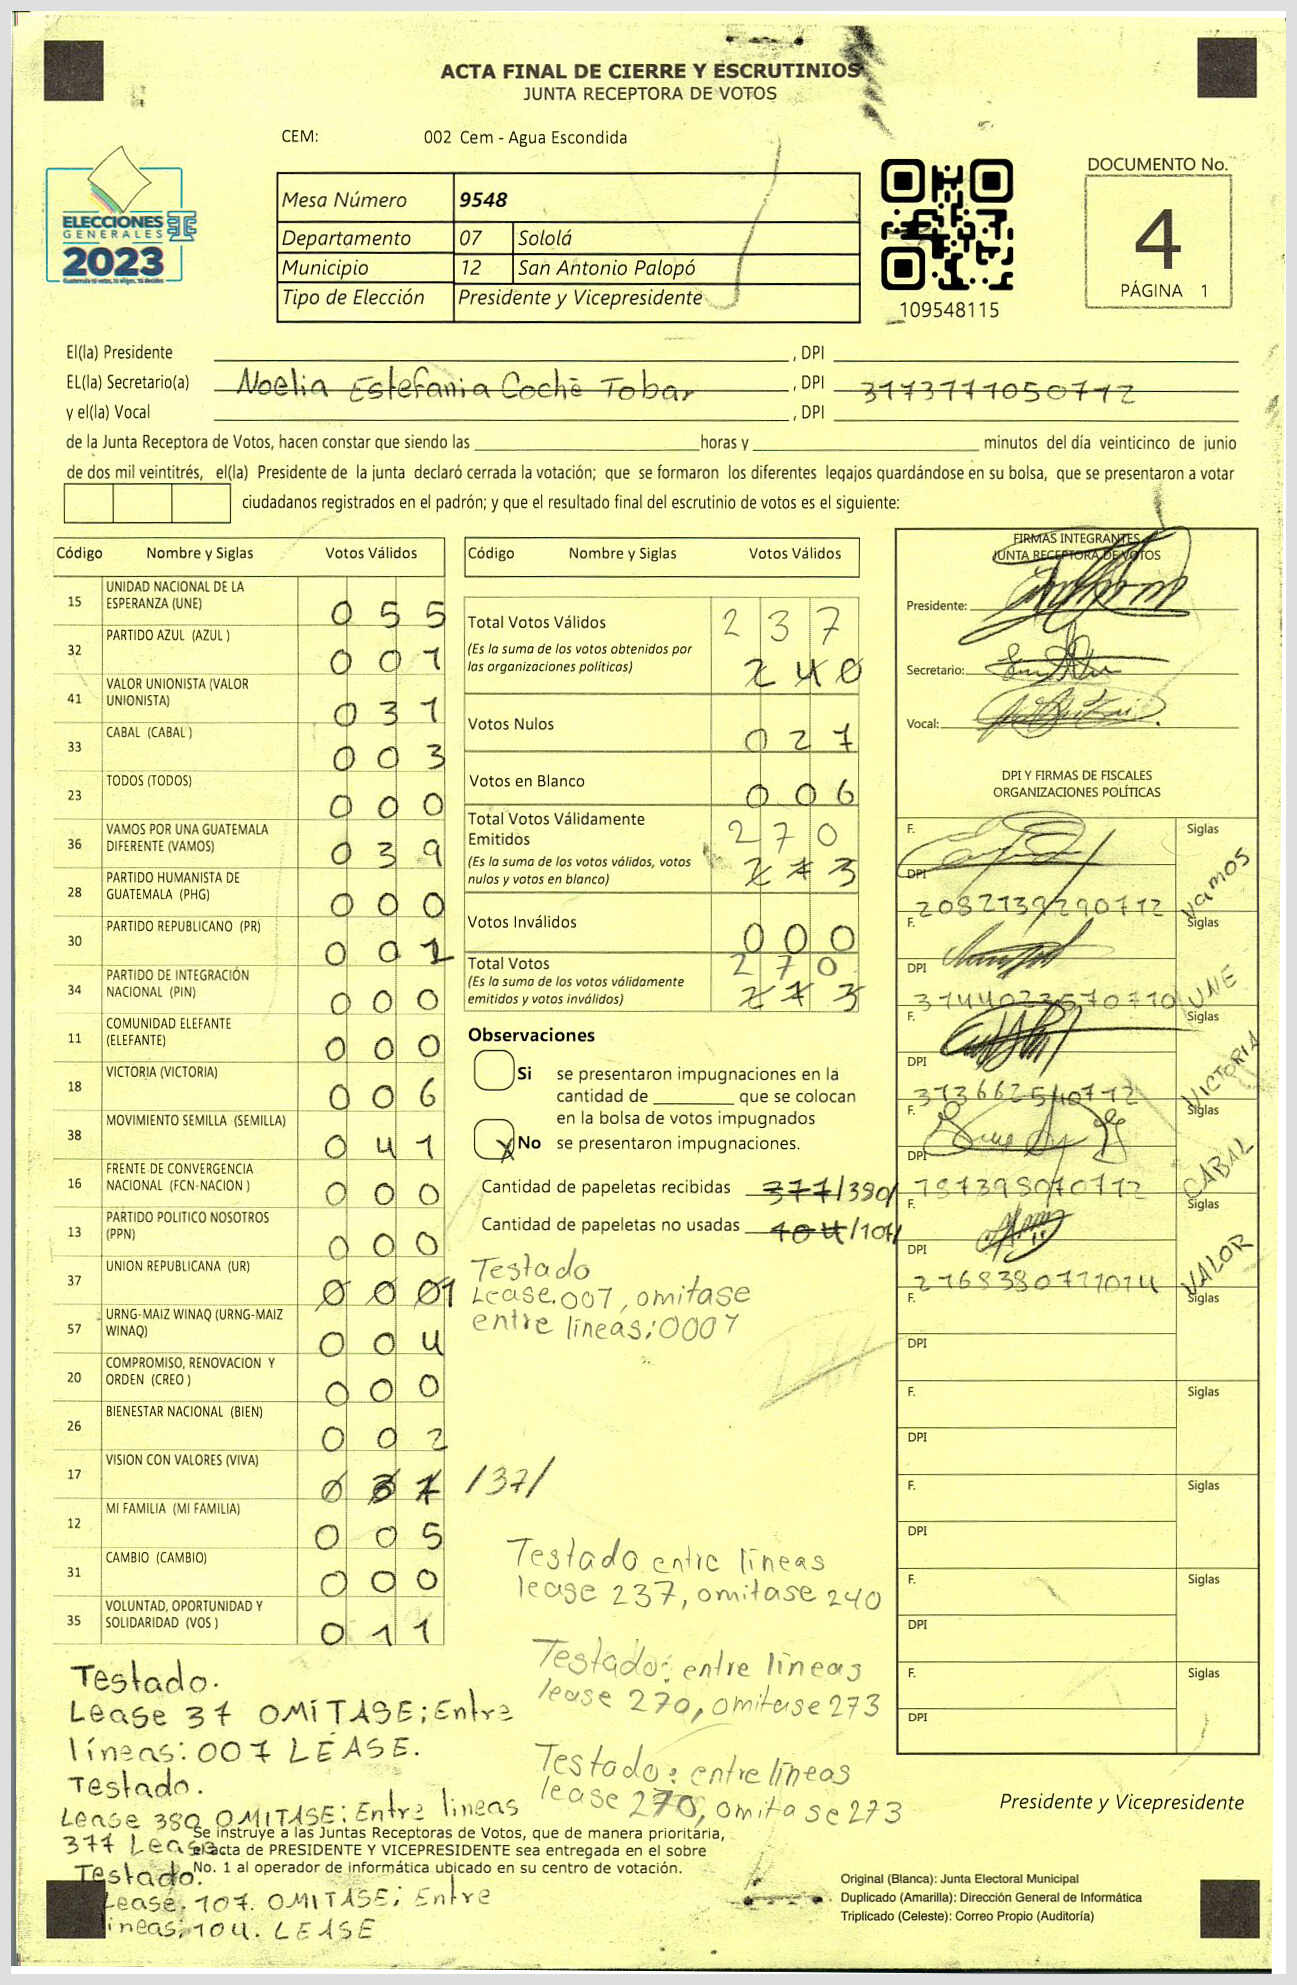 ACTA FINAL DE CIERRE Y ESCRUTINIOS
JUNTA RECEPTORA DE VOTOS
CEM: 002 Cem - Agua Escondida
ELECCIONES
GENERALES
2023
Mesa Número 9548
Departamento 07 Sololá
Municipio 12 San Antonio Palopó
Tipo de Elección Presidente y Vicepresidente
109548115
DOCUMENTO No.
4
PÁGINA 1
El(la) Presidente , DPI
EL(la) Secretario(a) Noelia Estefania Coché Tobar , DPI 3173711050712
y el(la) Vocal , DPI
de la Junta Receptora de Votos, hacen constar que siendo las horas y minutos del día veinticinco de junio
de dos mil veintitrés, el(la) Presidente de la junta declaró cerrada la votación; que se formaron los diferentes legajos guardándose en su bolsa, que se presentaron a votar
ciudadanos registrados en el padrón; y que el resultado final del escrutinio de votos es el siguiente:
Código Nombre y Siglas Votos Válidos
15 UNIDAD NACIONAL DE LA
ESPERANZA (UNE) 0 5 5
32 PARTIDO AZUL (AZUL ) 0 0 1
41 VALOR UNIONISTA (VALOR
UNIONISTA) 0 3 1
33 CABAL (CABAL ) 0 0 3
23 TODOS (TODOS) 0 0 0
36 VAMOS POR UNA GUATEMALA
DIFERENTE (VAMOS) 0 3 9
28 PARTIDO HUMANISTA DE
GUATEMALA (PHG) 0 0 0
30 PARTIDO REPUBLICANO (PR) 0 0 1
34 PARTIDO DE INTEGRACIÓN
NACIONAL (PIN) 0 0 0
11 COMUNIDAD ELEFANTE
(ELEFANTE) 0 0 0
18 VICTORIA (VICTORIA) 0 0 6
38 MOVIMIENTO SEMILLA (SEMILLA) 0 4 1
16 FRENTE DE CONVERGENCIA
NACIONAL (FCN-NACION ) 0 0 0
13 PARTIDO POLITICO NOSOTROS
(PPN) 0 0 0
37 UNION REPUBLICANA (UR) 0 0 0 1
57 URNG-MAIZ WINAQ (URNG-MAIZ
WINAQ) 0 0 4
20 COMPROMISO, RENOVACION Y
ORDEN (CREO ) 0 0 0
26 BIENESTAR NACIONAL (BIEN) 0 0 2
17 VISION CON VALORES (VIVA) 0 3 7 /37/
12 MI FAMILIA (MI FAMILIA) 0 0 5
31 CAMBIO (CAMBIO) 0 0 0
35 VOLUNTAD, OPORTUNIDAD Y
SOLIDARIDAD (VOS ) 0 1 1
Código Nombre y Siglas Votos Válidos
Total Votos Válidos 2 3 7
(Es la suma de los votos obtenidos por
las organizaciones políticas) 2 4 0
Votos Nulos 0 2 7
Votos en Blanco 0 0 6
Total Votos Válidamente
Emitidos 2 7 0
(Es la suma de los votos válidos, votos
nulos y votos en blanco) 2 7 3
Votos Inválidos 0 0 0
Total Votos 2 7 0
(Es la suma de los votos válidamente
emitidos y votos inválidos) 2 7 3
Observaciones
Si se presentaron impugnaciones en la
cantidad de que se colocan
en la bolsa de votos impugnados
X No se presentaron impugnaciones.
Cantidad de papeletas recibidas 377/380/
Cantidad de papeletas no usadas 104/107/
Testado
Lease.007, omitase
entre lineas:0007
Testado entre líneas
lease 237, omitase 240
Testado: entre líneas
lease 270, omitase 273
Testado: entre líneas
lease 270, omitase 273
FIRMAS INTEGRANTES
JUNTA RECEPTORA DE VOTOS
Presidente:
Secretario:
Vocal:
DPI Y FIRMAS DE FISCALES
ORGANIZACIONES POLÍTICAS
F. Siglas
DPI 2082139290712 Vamos
F. Siglas
DPI 3144023570710 UNE
F. Siglas
DPI 373662540712 VICTORIA
F. Siglas
DPI 787398070712 CABAL
F. Siglas
DPI 2768380771014 VALOR
F. Siglas
DPI
F. Siglas
DPI
F. Siglas
DPI
F. Siglas
DPI
F. Siglas
DPI
Testado.
Lease 37 OMÍTASE; Entre
líneas: 007 LEASE.
Testado.
Lease 380 OMITASE: Entre lineas
377 Lease
Testado.
Lease. 107. OMITASE; Entre
lineas: 104. LEASE
Se instruye a las Juntas Receptoras de Votos, que de manera prioritaria,
el acta de PRESIDENTE Y VICEPRESIDENTE sea entregada en el sobre
No. 1 al operador de informática ubicado en su centro de votación.
Presidente y Vicepresidente
Original (Blanca): Junta Electoral Municipal
Duplicado (Amarilla): Dirección General de Informática
Triplicado (Celeste): Correo Propio (Auditoría)